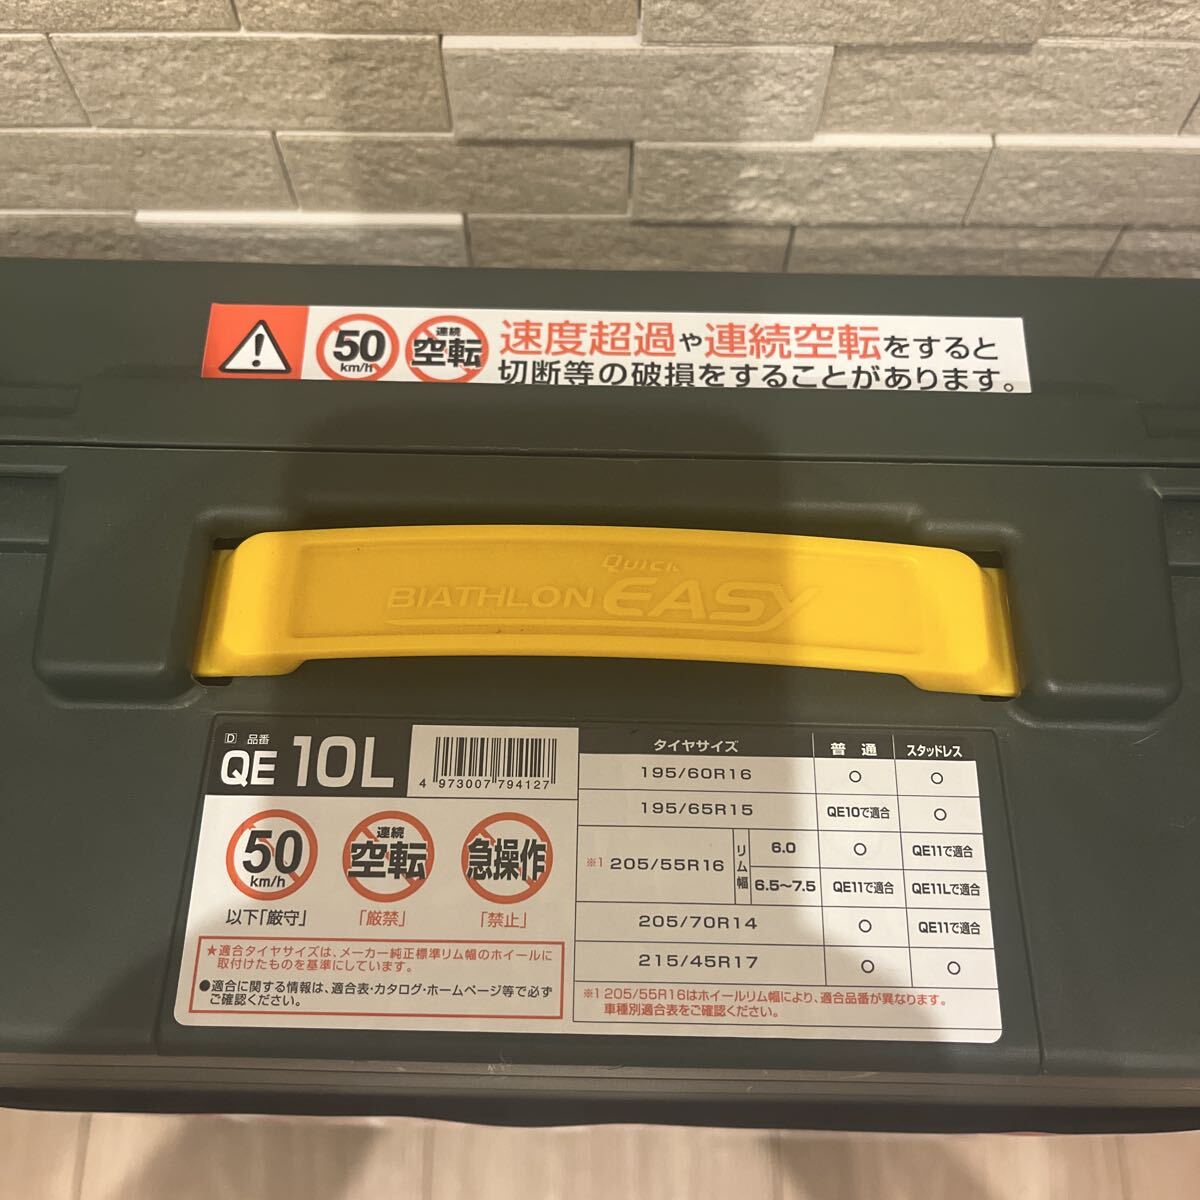 50 km/h
連続
空転
速度超過や連続空転をすると
切断等の破損をすることがあります。
QUICK
BIATHLON EASY
D 品番
QE 10L
4 973007 794127
50 km/h
以下「厳守」
連続
空転
「厳禁」
急操作
「禁止」
★適合タイヤサイズは、メーカー純正標準リム幅のホイールに
取付けたものを基準にしています。
●適合に関する情報は、適合表・カタログ・ホームページ等で必ず
ご確認ください。
タイヤサイズ 普通 スタッドレス
195/60R16 ○ ○
195/65R15 QE10で適合 ○
※1 205/55R16 リム幅 6.0 ○ QE11で適合
6.5〜7.5 QE11で適合 QE11Lで適合
205/70R14 ○ QE11で適合
215/45R17 ○ ○
※1 205/55R16はホイールリム幅により、適合品番が異なります。
車種別適合表をご確認ください。